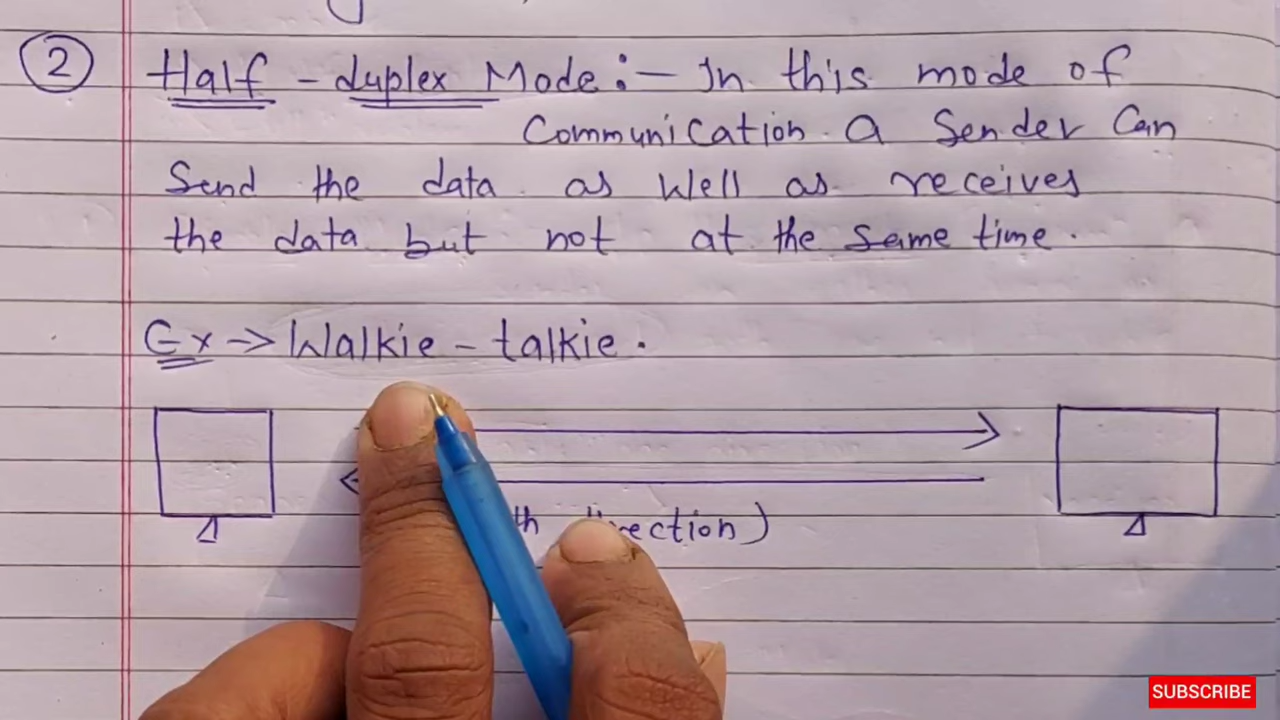 2 Half - duplex Mode :- In this mode of
Communication a Sender Can
Send the data as well as receives
the data but not at the same time.
Ex → Walkie - talkie.
direction)
SUBSCRIBE